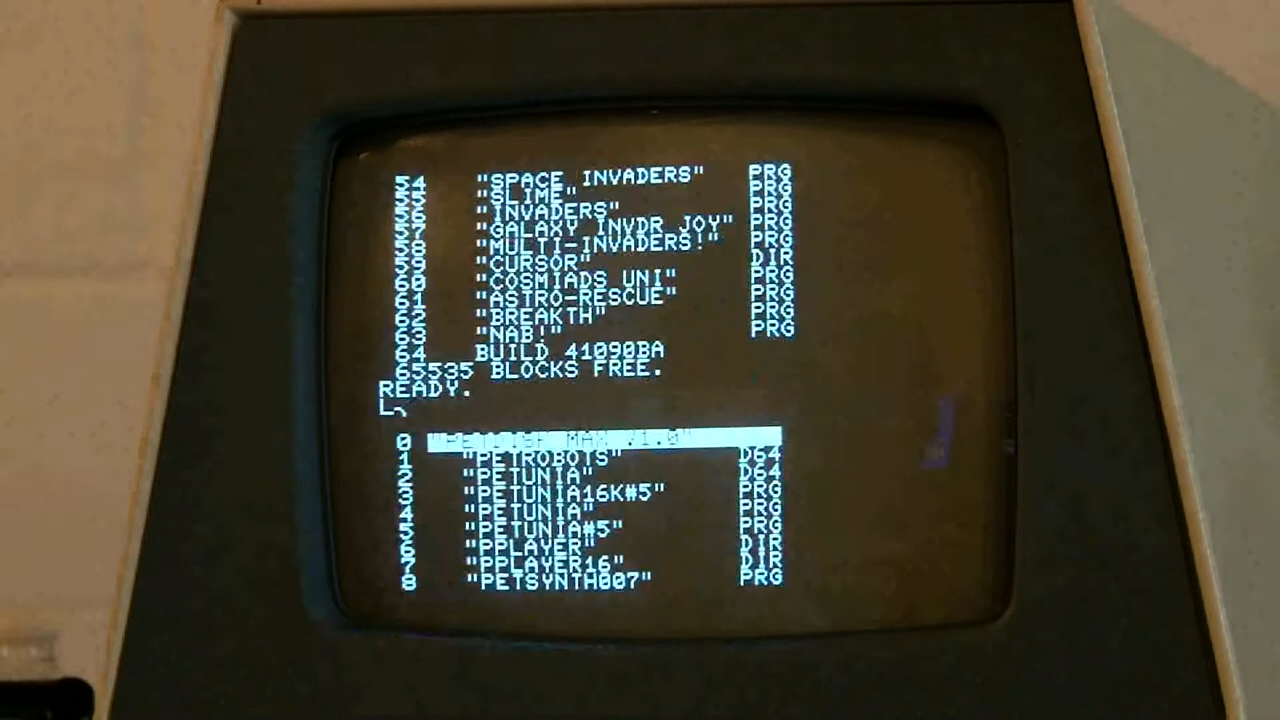 54 "SPACE INVADERS" PRG
55 "SLIME" PRG
56 "INVADERS" PRG
57 "GALAXY INVDR JOY" PRG
58 "MULTI-INVADERS!" PRG
59 "CURSOR" DIR
60 "COSMIADS UNI" PRG
61 "ASTRO-RESCUE" PRG
62 "BREAKTH" PRG
63 "NAB!" PRG
64 BUILD 41090BA
65535 BLOCKS FREE.
READY.
0
1 "PETROBOTS" D64
2 "PETUNIA" D64
3 "PETUNIA16K#5" PRG
4 "PETUNIA" PRG
5 "PETUNIA#5" PRG
6 "PPLAYER" DIR
7 "PPLAYER16" DIR
8 "PETSYNTH007" PRG